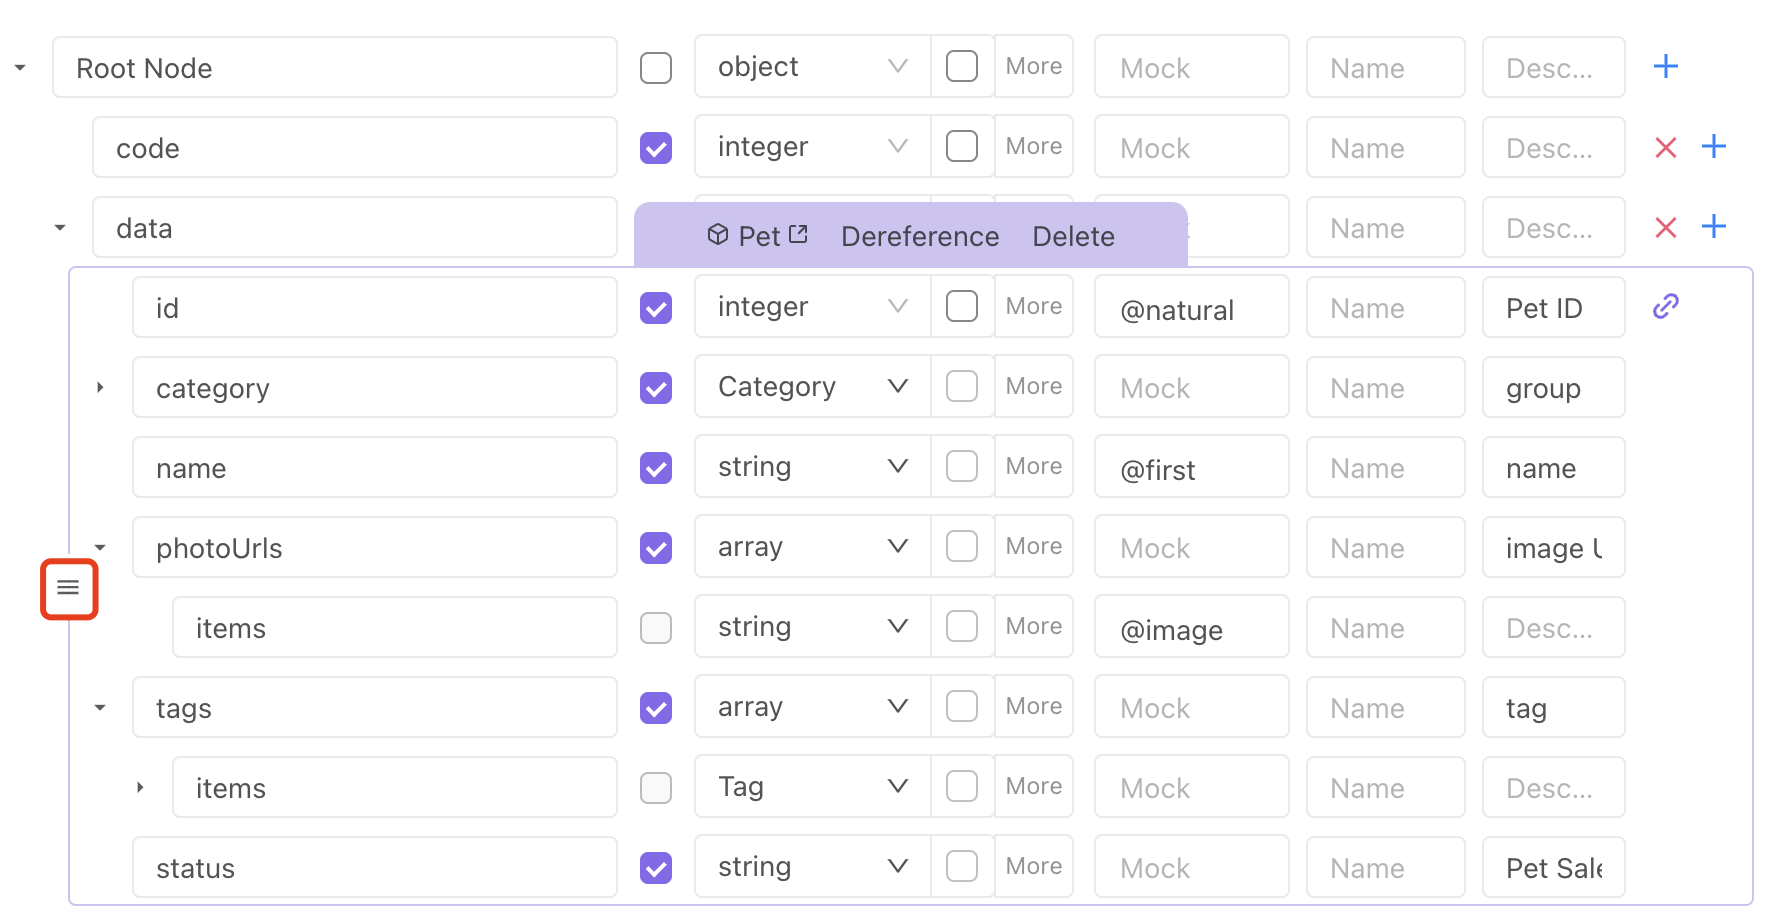 Root Node object More Mock Name Desc...
code integer More Mock Name Desc...
data Name Desc...
Pet Dereference Delete
id integer More @natural Name Pet ID
category Category More Mock Name group
name string More @first Name name
photoUrls array More Mock Name image U
items string More @image Name Desc...
tags array More Mock Name tag
items Tag More Mock Name Desc...
status string More Mock Name Pet Sale